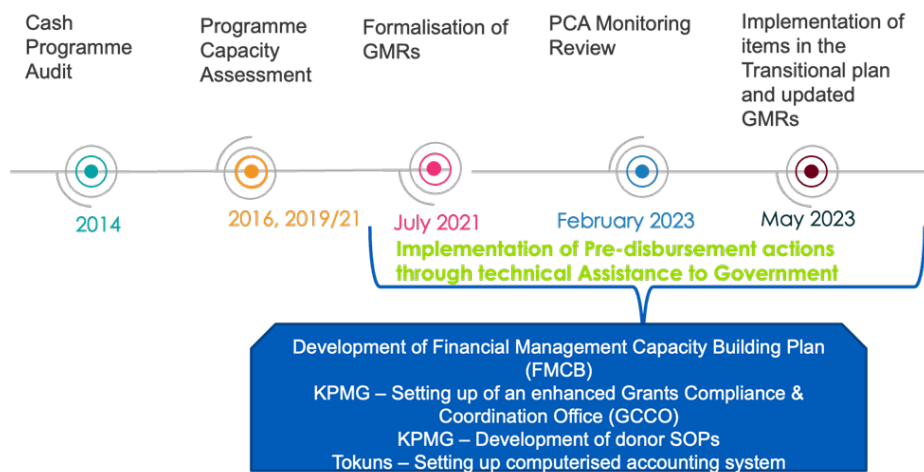 Cash
Programme
Audit
Programme
Capacity
Assessment
Formalisation of
GMRs
PCA Monitoring
Review
Implementation of
items in the
Transitional plan
and updated
GMRs
2014
2016, 2019/21
July 2021
February 2023
May 2023
Implementation of Pre-disbursement actions
through technical Assistance to Government
Development of Financial Management Capacity Building Plan
(FMCB)
KPMG – Setting up of an enhanced Grants Compliance &
Coordination Office (GCCO)
KPMG – Development of donor SOPs
Tokuns – Setting up computerised accounting system